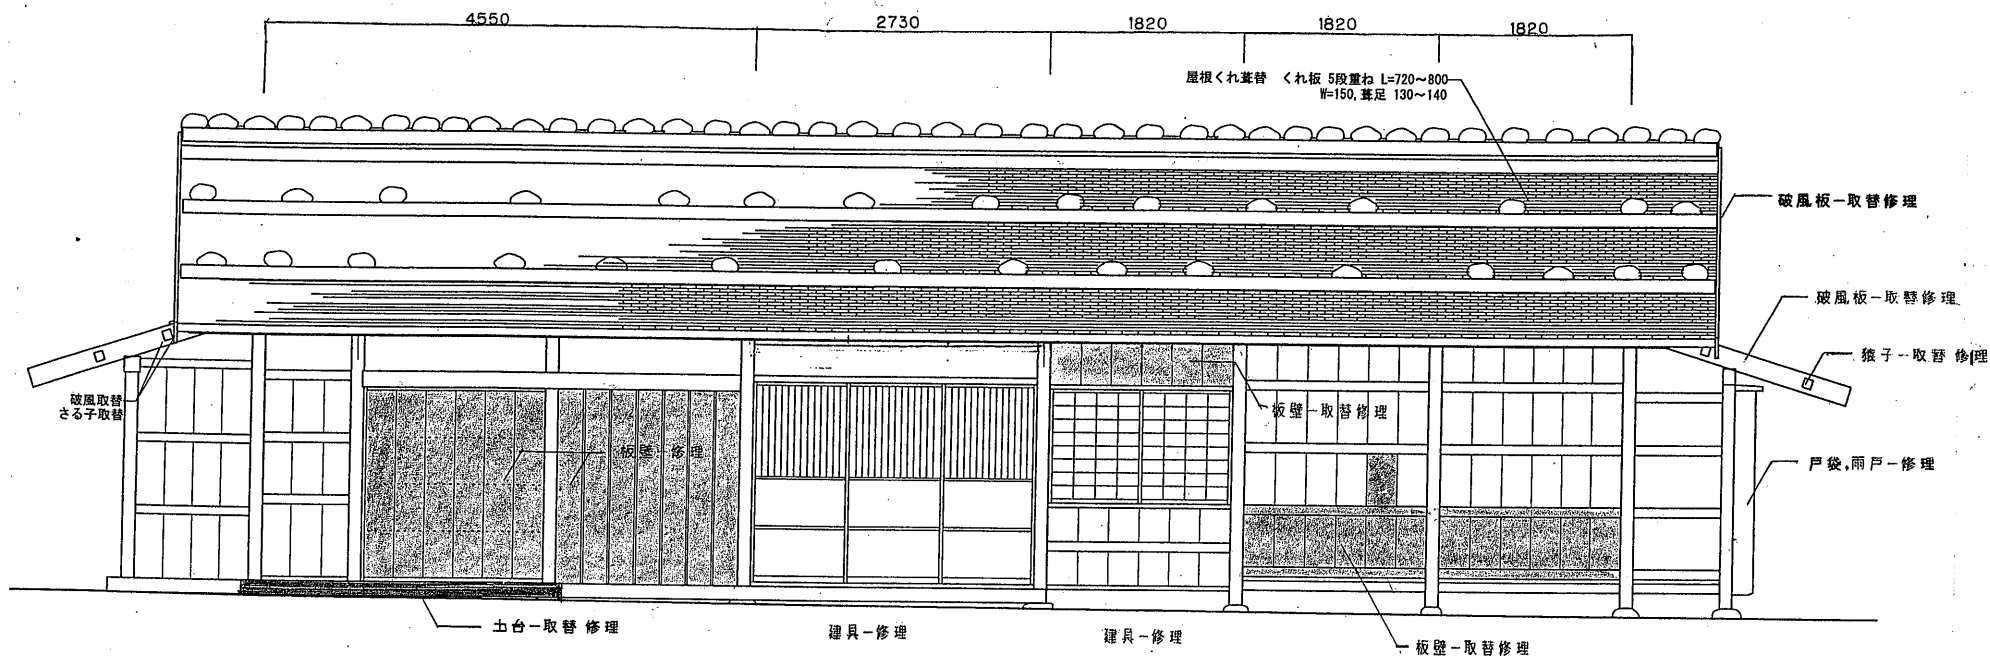 4550
2730
1820
1820
1820
屋根くれ葺替 くれ板 5段重ね L=720〜800
W=150, 葺足 130〜140
破風板ー取替修理
破風板ー取替修理
猿子ー取替 修理
破風取替
さる子取替
板壁ー取替修理
板壁ー修理
戸袋,雨戸ー修理
土台ー取替 修理
建具ー修理
建具ー修理
板壁ー取替修理